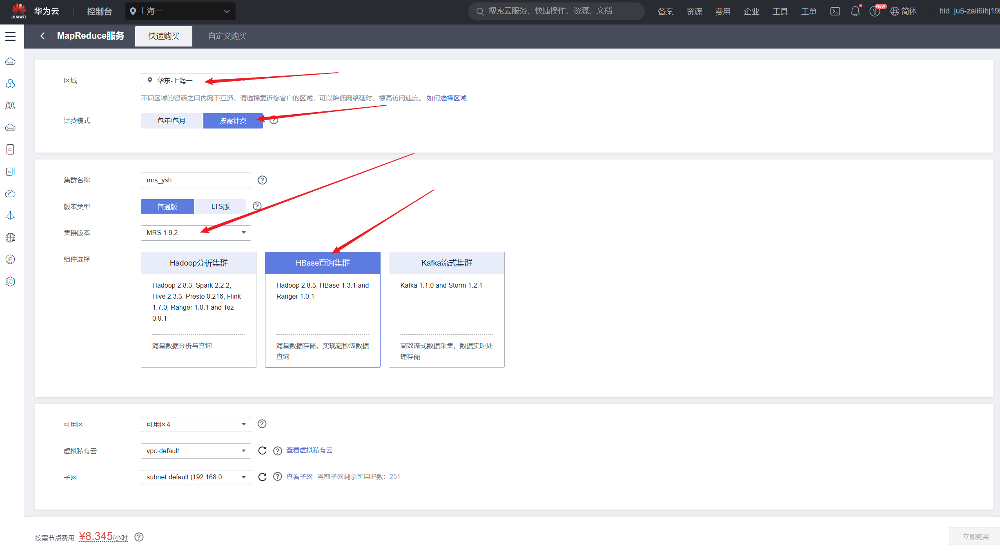 HUAWEI 华为云 控制台 上海一 搜索云服务、快捷操作、资源、文档 备案 资源 费用 企业 工具 工单 NEW 简体 hid_ju5-zaii6ihj19
MapReduce服务 快速购买 自定义购买
区域 华东-上海一
不同区域的资源之间内网不互通。请选择靠近您客户的区域，可以降低网络延时、提高访问速度。 如何选择区域
计费模式 包年/包月 按需计费
集群名称 mrs_ysh
版本类型 普通版 LTS版
集群版本 MRS 1.9.2
组件选择
Hadoop分析集群
Hadoop 2.8.3, Spark 2.2.2,
Hive 2.3.3, Presto 0.216, Flink
1.7.0, Ranger 1.0.1 and Tez
0.9.1
海量数据分析与查询
HBase查询集群
Hadoop 2.8.3, HBase 1.3.1 and
Ranger 1.0.1
海量数据存储，实现毫秒级数据
查询
Kafka流式集群
Kafka 1.1.0 and Storm 1.2.1
高效流式数据采集，数据实时处
理存储
可用区 可用区4
虚拟私有云 vpc-default 查看虚拟私有云
子网 subnet-default (192.168.0.... 查看子网 当前子网剩余可用IP数：251
按需节点费用 ¥8.345/小时
立即购买
IP